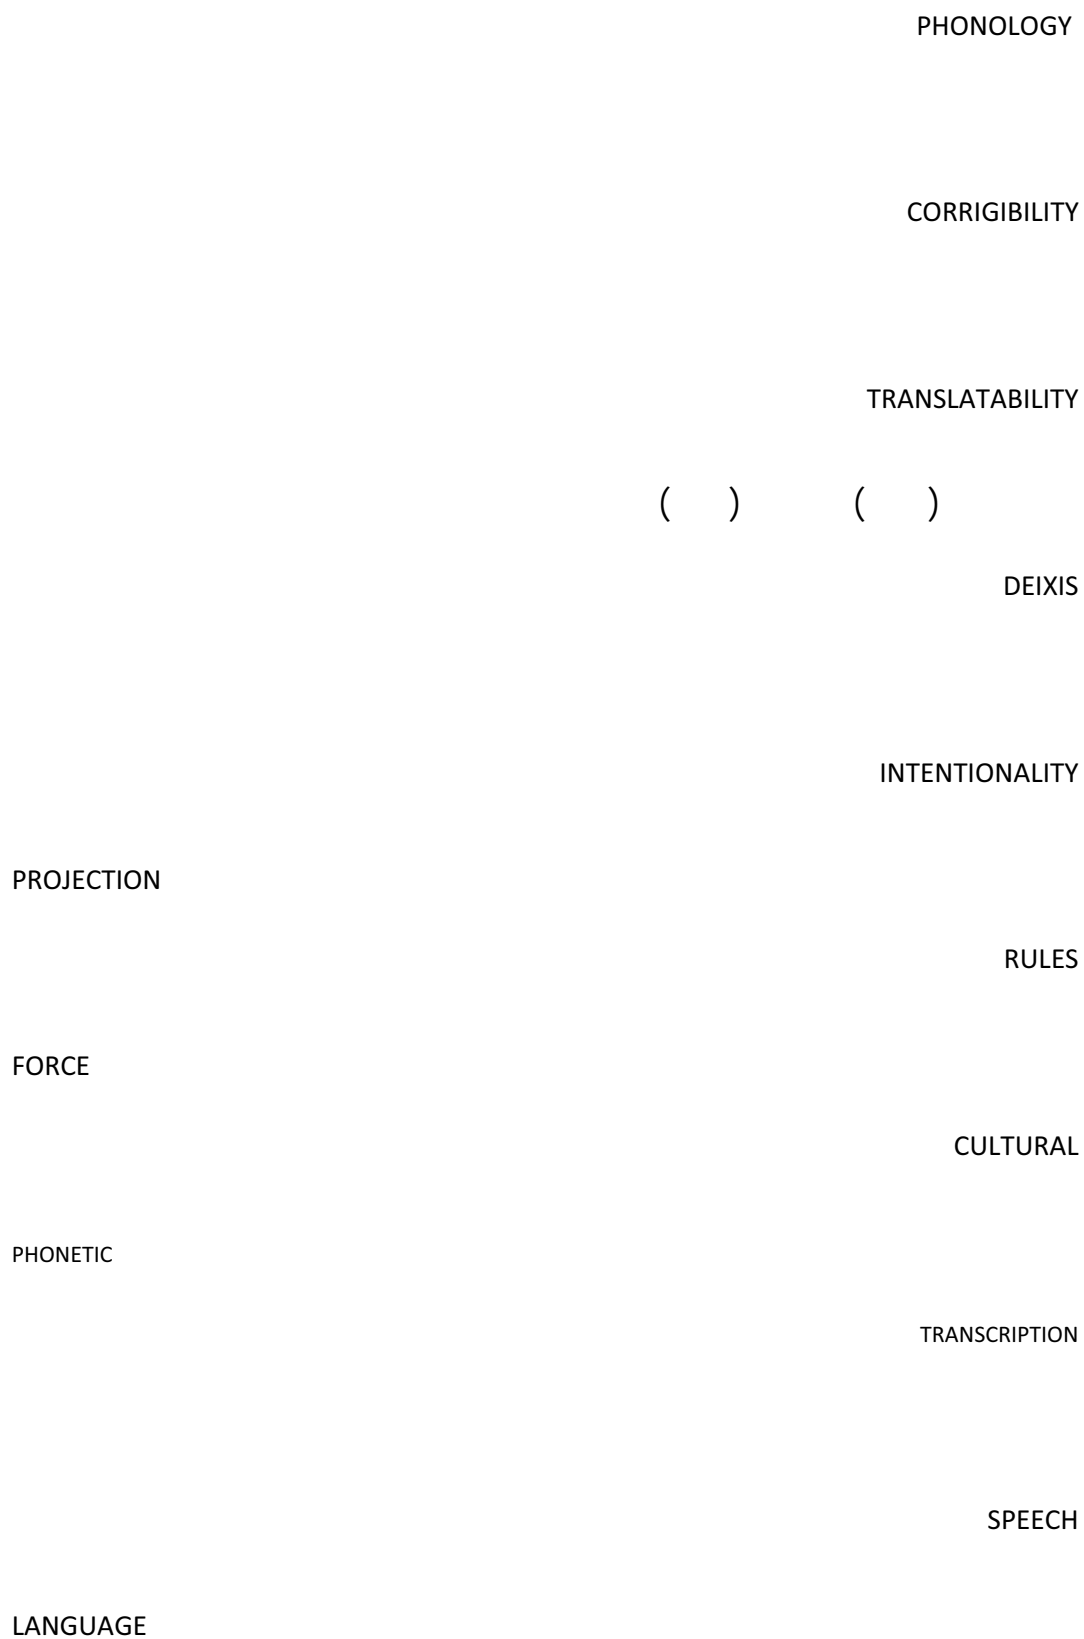 PHONOLOGY
CORRIGIBILITY
TRANSLATABILITY
( ) ( )
DEIXIS
INTENTIONALITY
PROJECTION
RULES
FORCE
CULTURAL
PHONETIC
TRANSCRIPTION
SPEECH
LANGUAGE